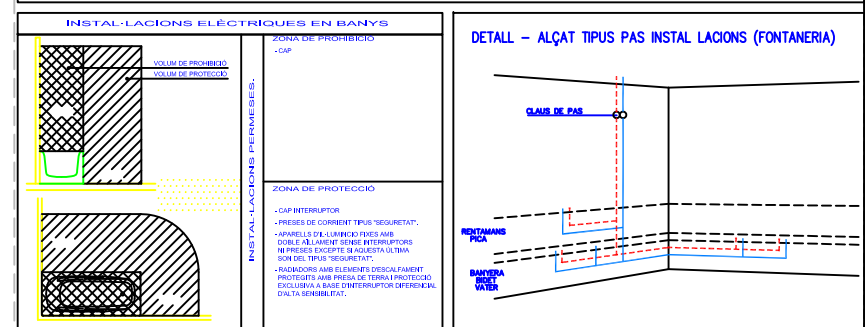 INSTAL·LACIONS ELÈCTRIQUES EN BANYS
VOLUM DE PROHIBICIÓ
VOLUM DE PROTECCIÓ
INSTAL·LACIONS PERMESES.
ZONA DE PROHIBICIÓ
- CAP
ZONA DE PROTECCIÓ
- CAP INTERRUPTOR
- PRESES DE CORRIENT TIPUS "SEGURETAT".
- APARELLS D'IL·LUMINCIO FIXES AMB
DOBLE AÏLLAMENT SENSE INTERRUPTORS
NI PRESES EXCEPTE SI AQUESTA ÚLTIMA
SON DEL TIPUS "SEGURETAT".
- RADIADORS AMB ELEMENTS D'ESCALFAMENT
PROTEGITS AMB PRESA DE TERRA I PROTECCIÓ
EXCLUSIVA A BASE D'INTERRUPTOR DIFERENCIAL
D'ALTA SENSIBILITAT.
DETALL - ALÇAT TIPUS PAS INSTAL LACIONS (FONTANERIA)
CLAUS DE PAS
RENTAMANS
PICA
BANYERA
BIDET
VATER